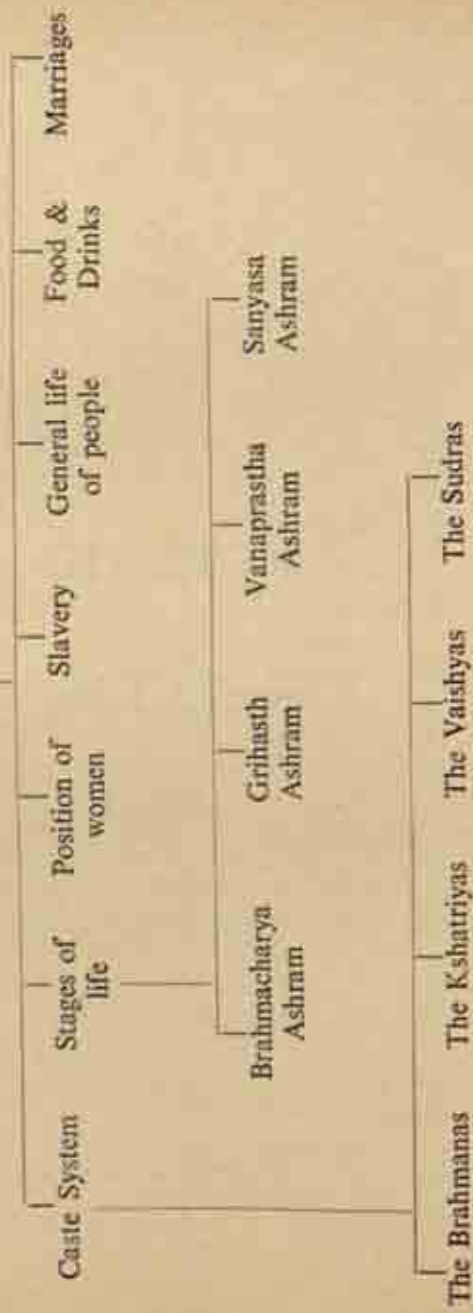 Caste System
Stages of
life
Position of
women
Slavery
General life
of people
Food &
Drinks
Marriages
Brahmacharya
Ashram
Grihasth
Ashram
Vanaprastha
Ashram
Sanyasa
Ashram
The Brahmanas
The Kshatriyas
The Vaishyas
The Sudras